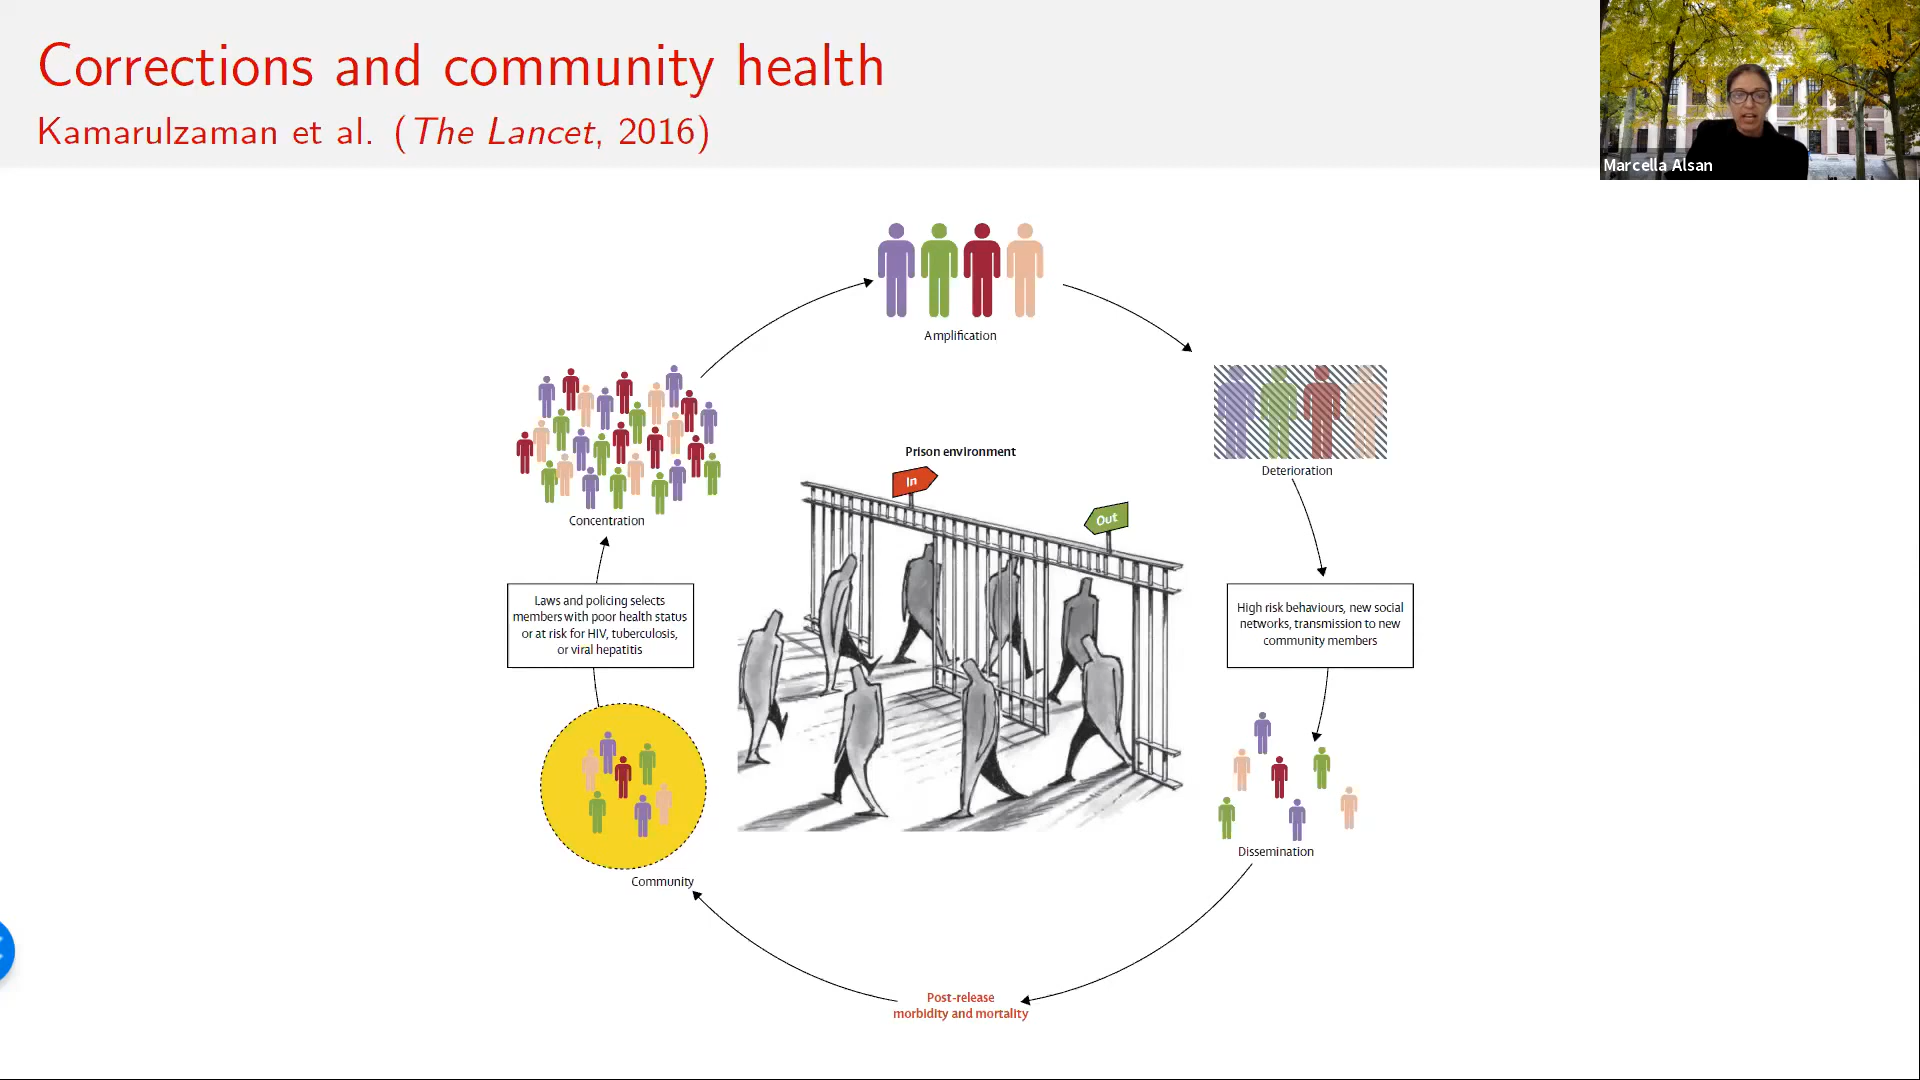 Corrections and community health
Kamarulzaman et al. (The Lancet, 2016)
Marcella Alsan
Amplification
Deterioration
Prison environment
In
Out
Concentration
Laws and policing selects
members with poor health status
or at risk for HIV, tuberculosis,
or viral hepatitis
High risk behaviours, new social
networks, transmission to new
community members
Dissemination
Community
Post-release
morbidity and mortality